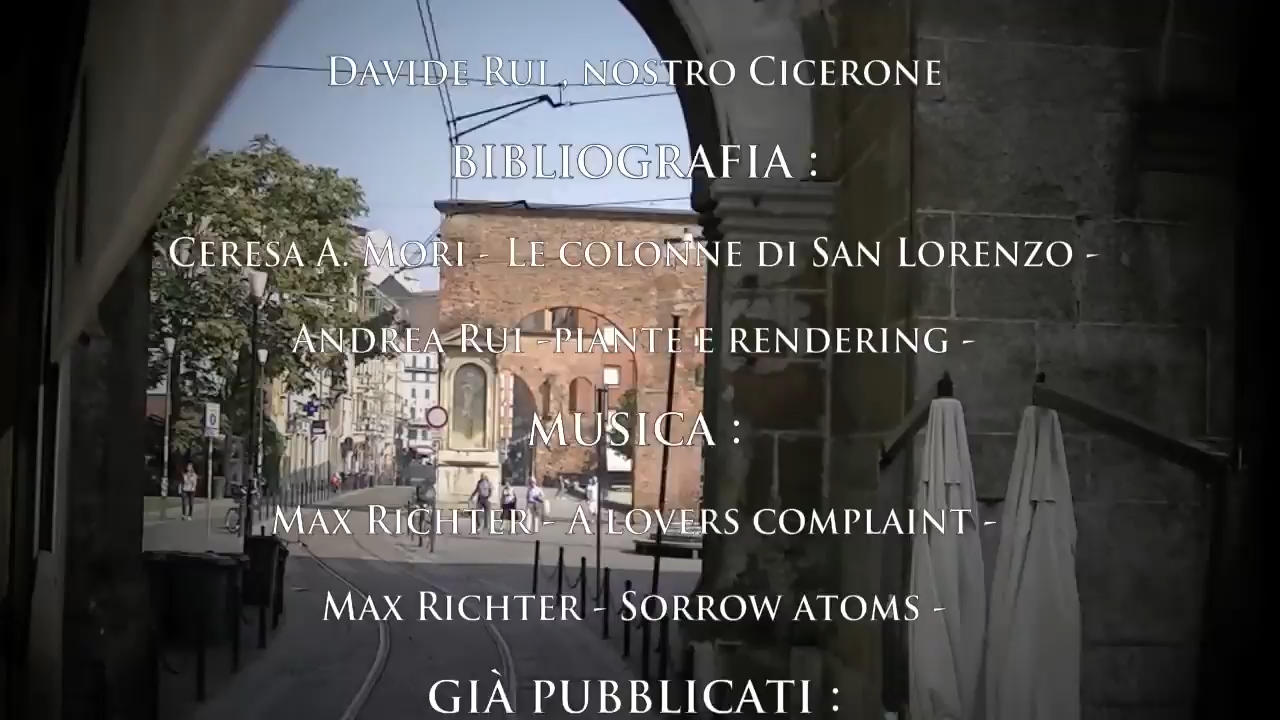 Davide Rui , nostro Cicerone
BIBLIOGRAFIA :
Ceresa A. Mori - Le colonne di San Lorenzo -
Andrea Rui -piante e rendering -
MUSICA :
Max Richter - A lovers complaint -
Max Richter - Sorrow atoms -
GIÀ PUBBLICATI :